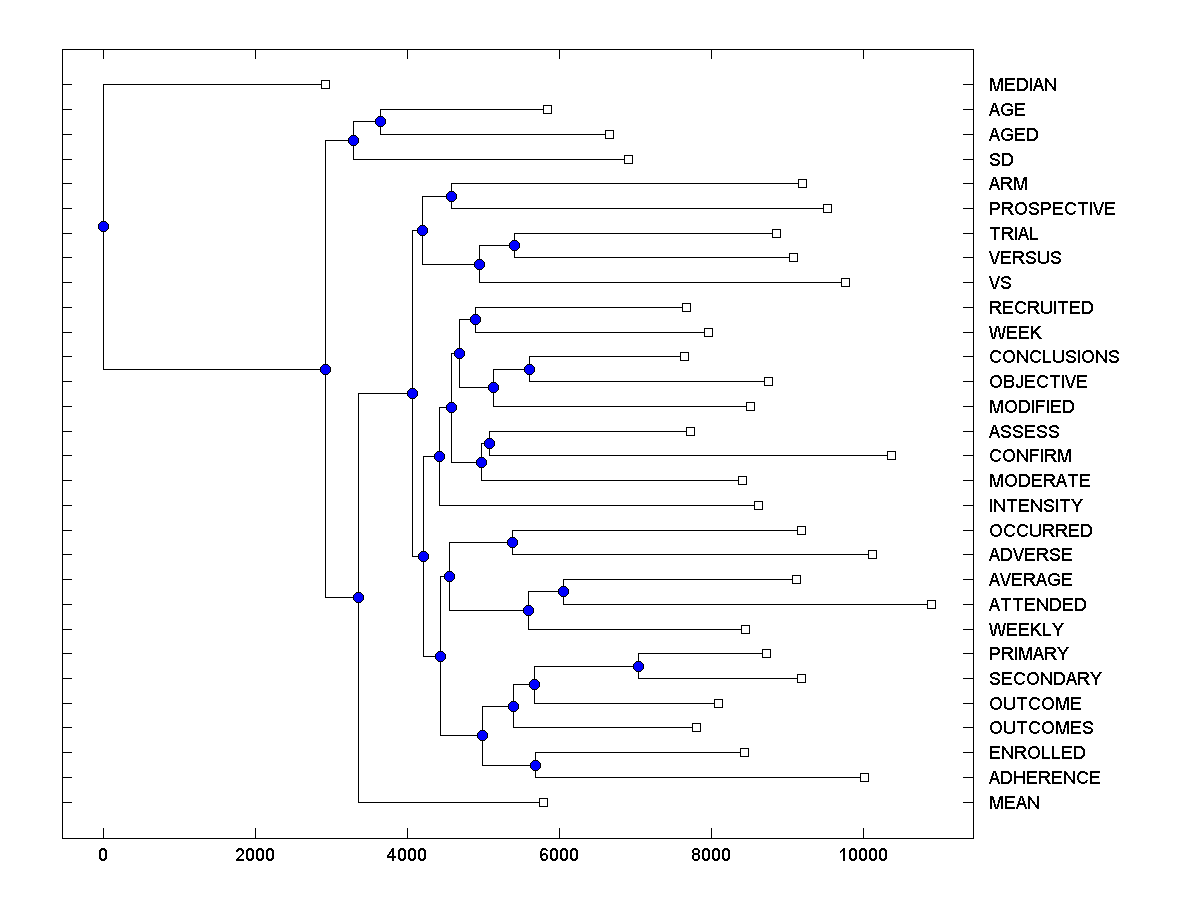 MEDIAN
AGE
AGED
SD
ARM
PROSPECTIVE
TRIAL
VERSUS
VS
RECRUITED
WEEK
CONCLUSIONS
OBJECTIVE
MODIFIED
ASSESS
CONFIRM
MODERATE
INTENSITY
OCCURRED
ADVERSE
AVERAGE
ATTENDED
WEEKLY
PRIMARY
SECONDARY
OUTCOME
OUTCOMES
ENROLLED
ADHERENCE
MEAN
0 2000 4000 6000 8000 10000